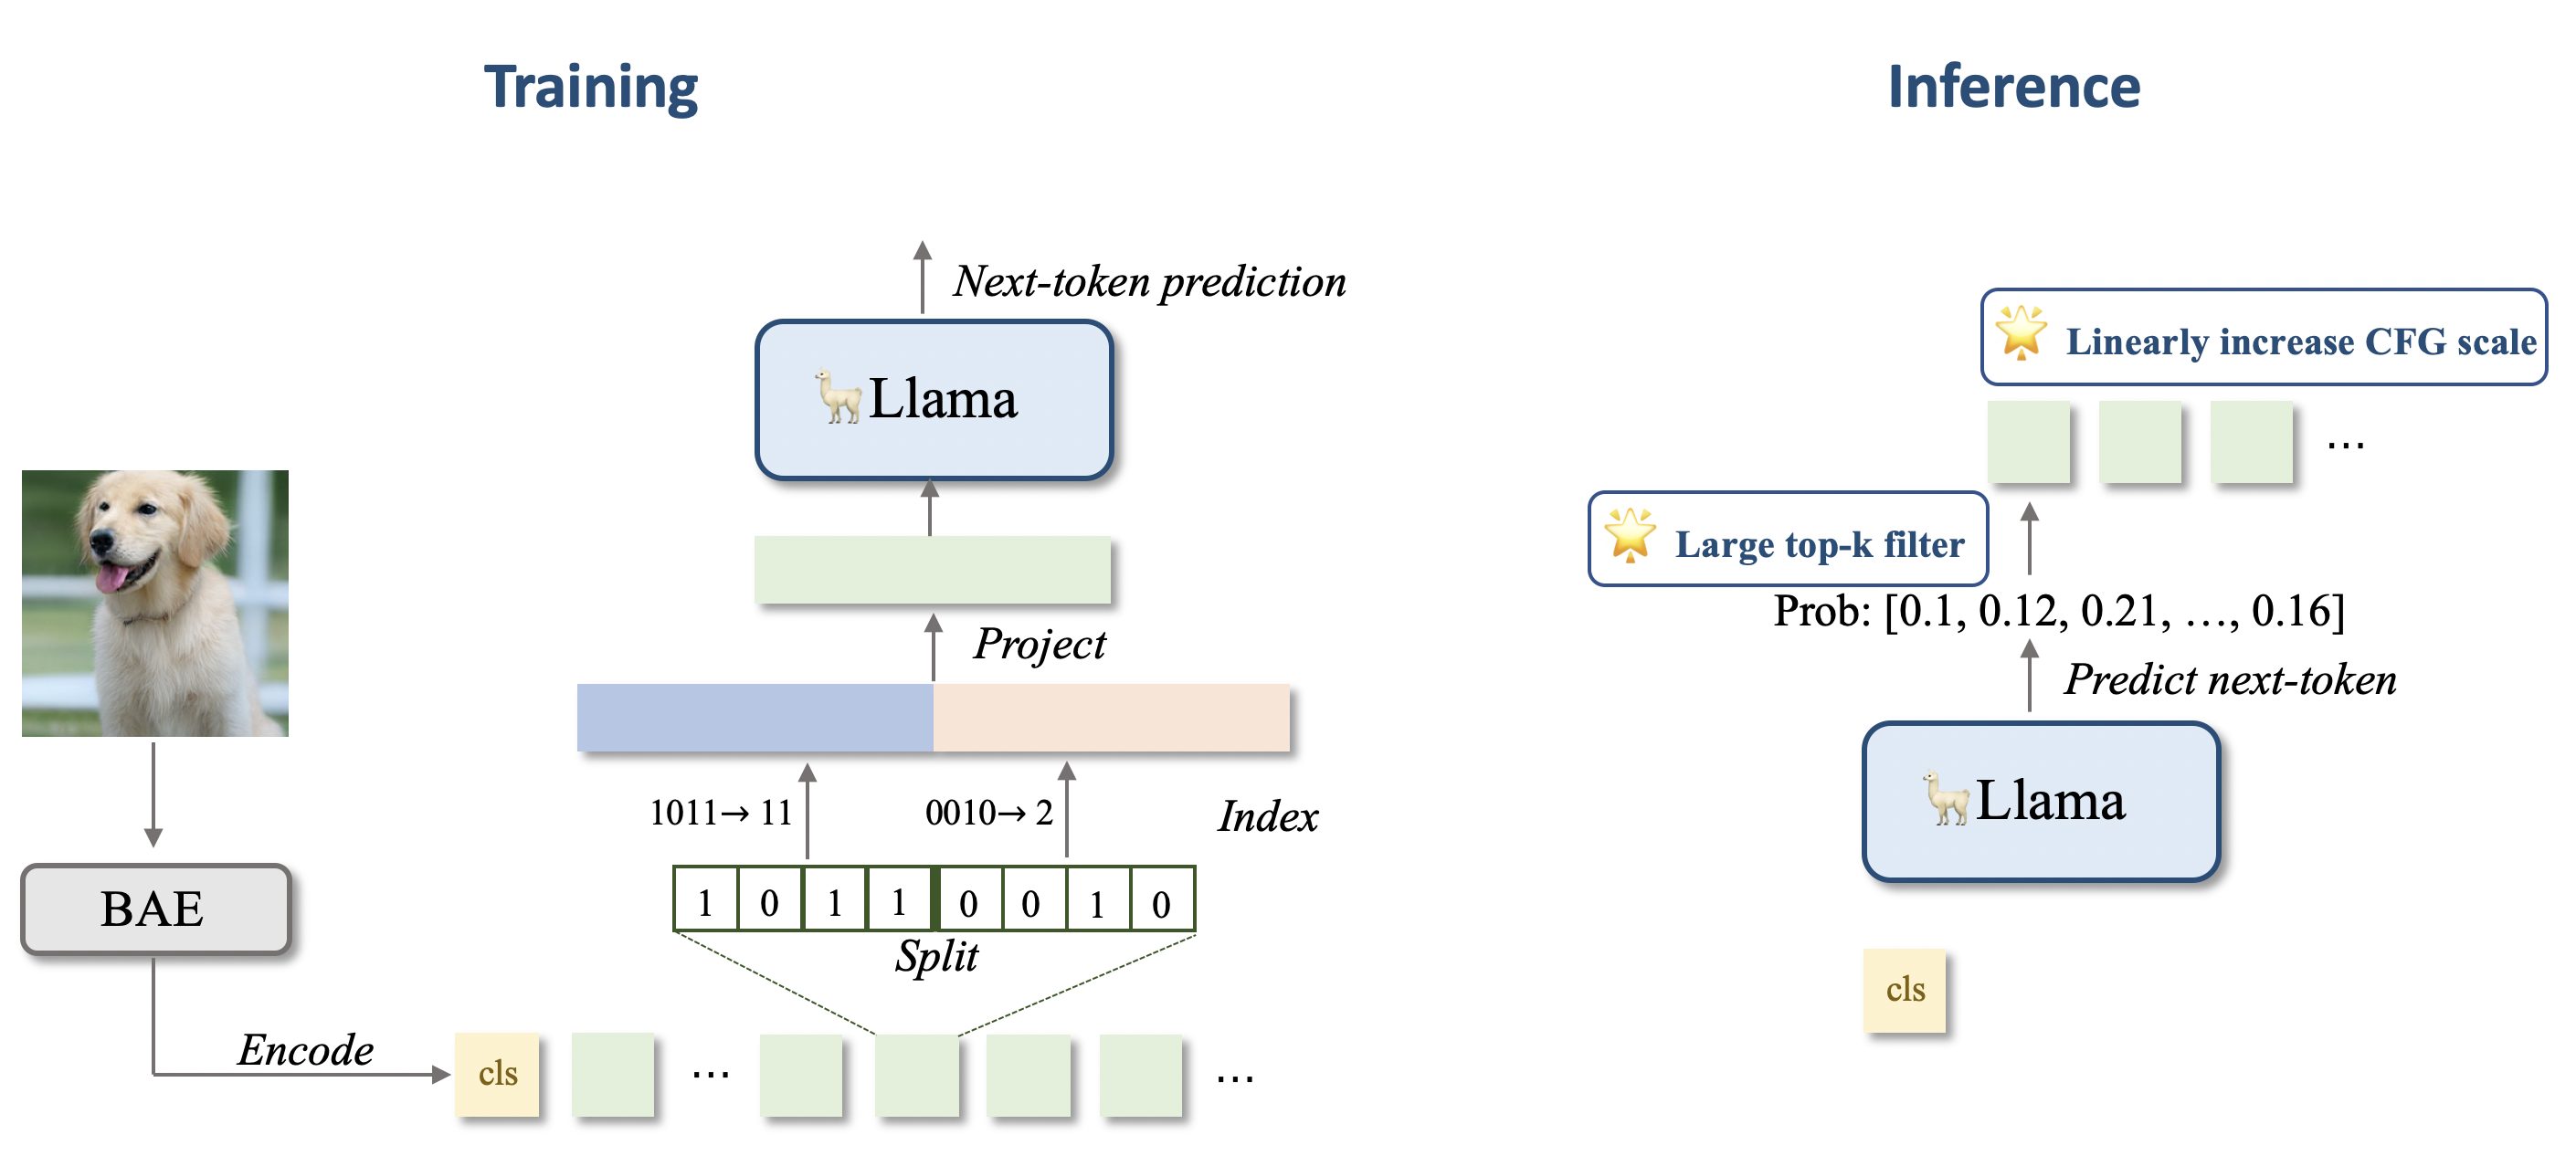 Training
Next-token prediction
Llama
Project
1011→ 11
0010→ 2
Index
1 0 1 1 0 0 1 0
Split
BAE
Encode
cls
...
...
Inference
Linearly increase CFG scale
...
Large top-k filter
Prob: [0.1, 0.12, 0.21, ..., 0.16]
Predict next-token
Llama
cls